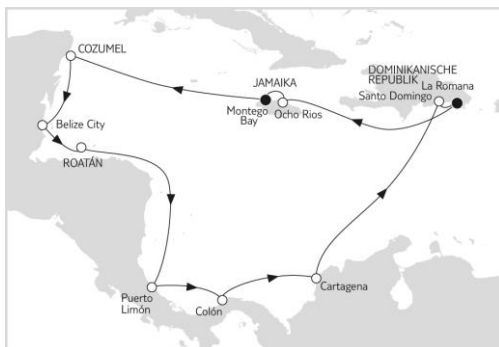 COZUMEL
JAMAIKA
DOMINIKANISCHE
REPUBLIK
La Romana
Santo Domingo
Montego
Bay
Ocho Rios
Belize City
ROATÁN
Puerto
Limón
Colón
Cartagena